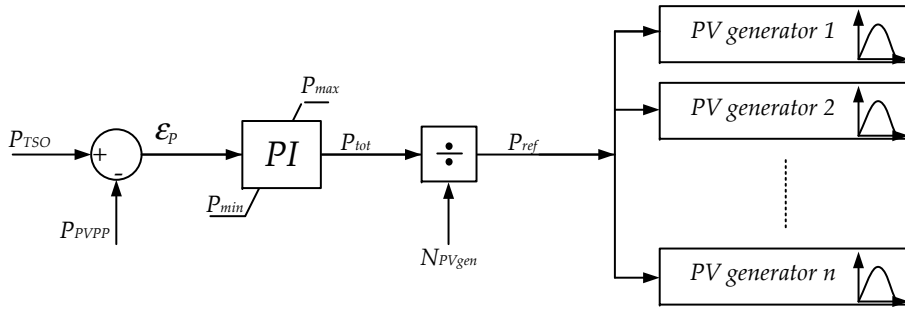 P_TSO
+
-
P_PVPP
ε_P
P_max
PI
P_min
P_tot
÷
N_PVgen
P_ref
PV generator 1
PV generator 2
PV generator n